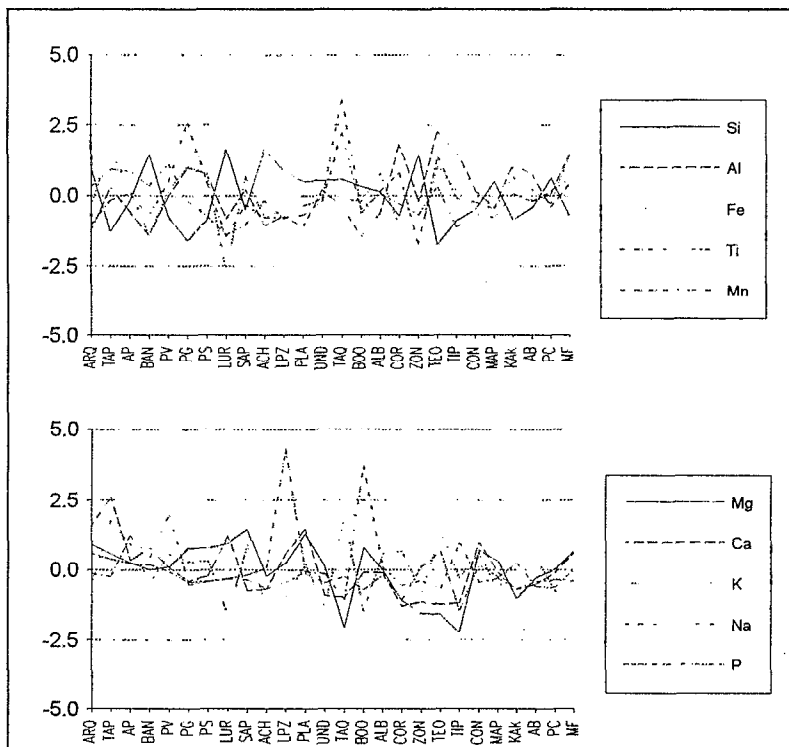 5.0
2.5
0.0
-2.5
-5.0
ARQ TAP AP BAN PV PG PS LUR SAP ACH LPZ PLA UND TAQ BOO ALB COR ZON TEO TIP CON MAP KAK AB PC MF
Si
Al
Fe
Ti
Mn
5.0
2.5
0.0
-2.5
-5.0
ARQ TAP AP BAN PV PG PS LUR SAP ACH LPZ PLA UND TAQ BOO ALB COR ZON TEO TIP CON MAP KAK AB PC MF
Mg
Ca
K
Na
P